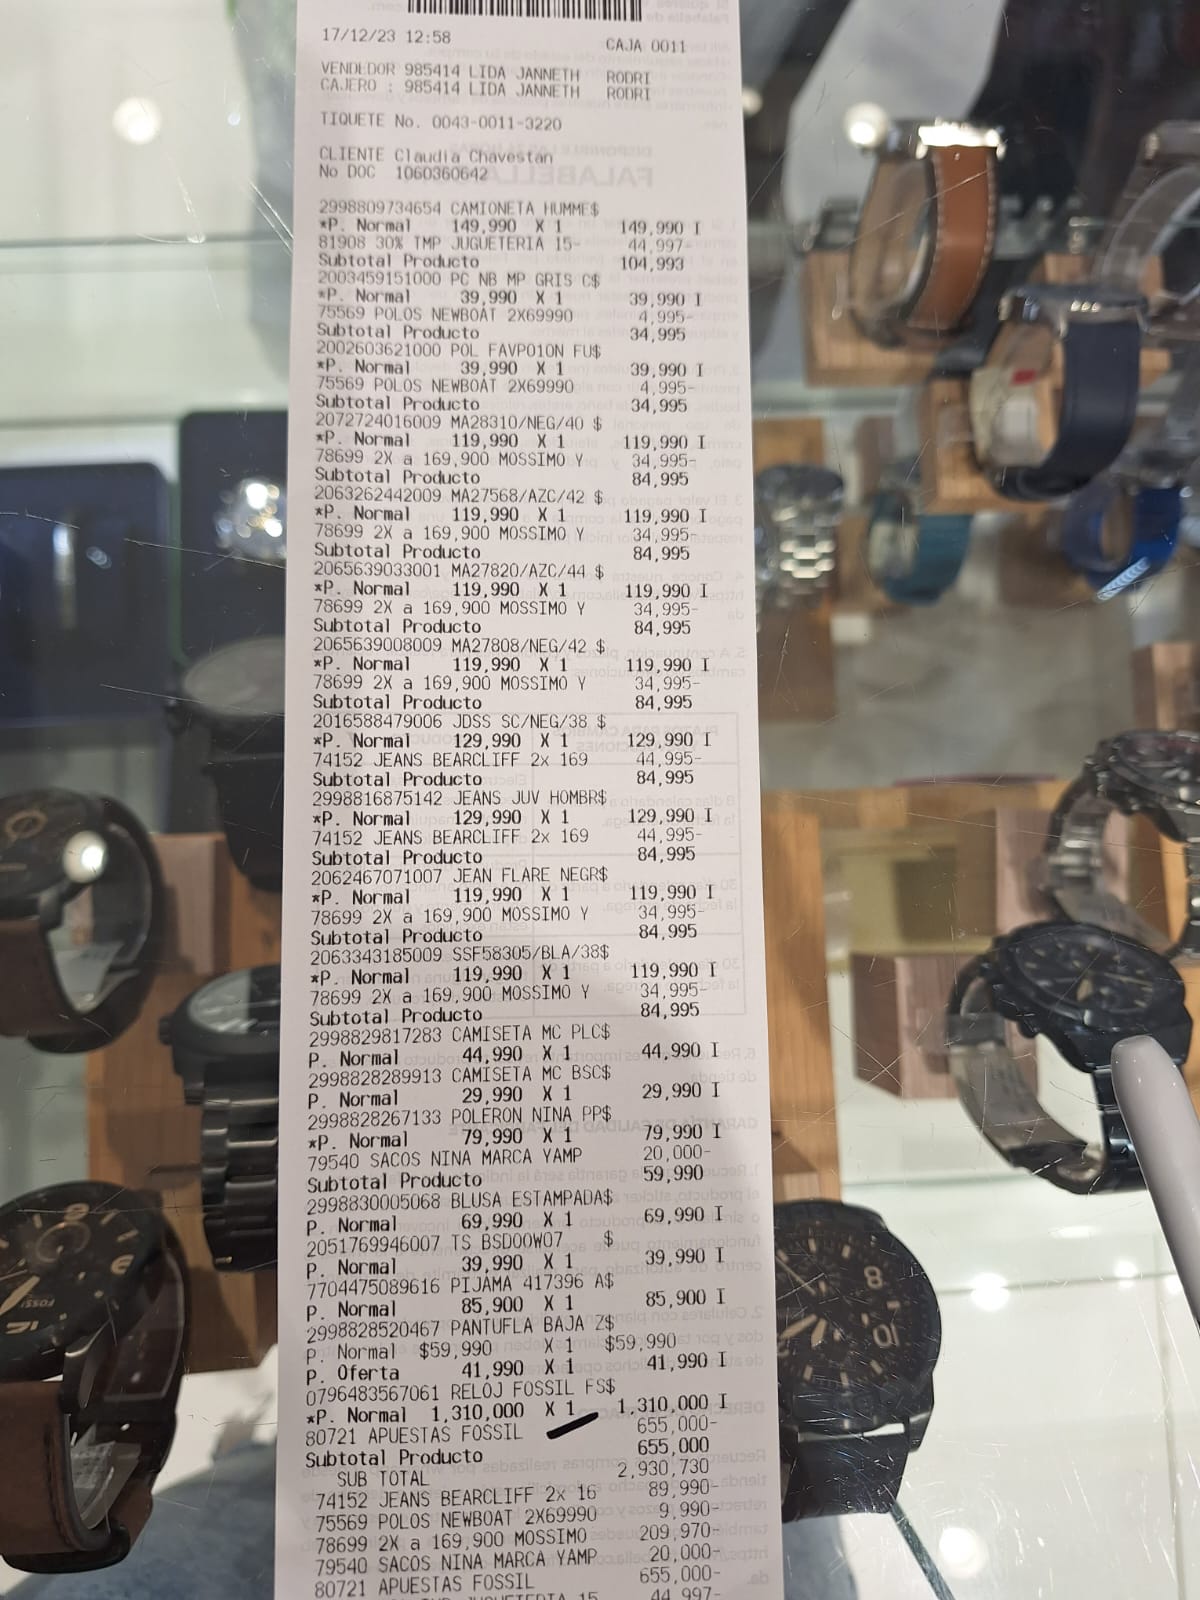 17/12/23 12:58 CAJA 0011
VENDEDOR 985414 LIDA JANNETH RODRI
CAJERO : 985414 LIDA JANNETH RODRI
TIQUETE No. 0043-0011-3220
CLIENTE Claudia Chavestan
No DOC 1060360642
2998809734654 CAMIONETA HUMME$
*P. Normal 149,990 X 1 149,990 I
81908 30% TMP JUGUETERIA 15- 44,997-
Subtotal Producto 104,993
2003459151000 PC NB MP GRIS C$
*P. Normal 39,990 X 1 39,990 I
75569 POLOS NEWBOAT 2X69990 4,995-
Subtotal Producto 34,995
2002603621000 POL FAVP010N FU$
*P. Normal 39,990 X 1 39,990 I
75569 POLOS NEWBOAT 2X69990 4,995-
Subtotal Producto 34,995
2072724016009 MA28310/NEG/40 $
*P. Normal 119,990 X 1 119,990 I
78699 2X a 169,900 MOSSIMO Y 34,995-
Subtotal Producto 84,995
2063262442009 MA27568/AZC/42 $
*P. Normal 119,990 X 1 119,990 I
78699 2X a 169,900 MOSSIMO Y 34,995-
Subtotal Producto 84,995
2065639033001 MA27820/AZC/44 $
*P. Normal 119,990 X 1 119,990 I
78699 2X a 169,900 MOSSIMO Y 34,995-
Subtotal Producto 84,995
2065639008009 MA27808/NEG/42 $
*P. Normal 119,990 X 1 119,990 I
78699 2X a 169,900 MOSSIMO Y 34,995-
Subtotal Producto 84,995
2016588479006 JDSS SC/NEG/38 $
*P. Normal 129,990 X 1 129,990 I
74152 JEANS BEARCLIFF 2x 169 44,995-
Subtotal Producto 84,995
2998816875142 JEANS JUV HOMBR$
*P. Normal 129,990 X 1 129,990 I
74152 JEANS BEARCLIFF 2x 169 44,995-
Subtotal Producto 84,995
2062467071007 JEAN FLARE NEGR$
*P. Normal 119,990 X 1 119,990 I
78699 2X a 169,900 MOSSIMO Y 34,995-
Subtotal Producto 84,995
2063343185009 SSF58305/BLA/38$
*P. Normal 119,990 X 1 119,990 I
78699 2X a 169,900 MOSSIMO Y 34,995-
Subtotal Producto 84,995
2998829817283 CAMISETA MC PLC$
P. Normal 44,990 X 1 44,990 I
2998828289913 CAMISETA MC BSC$
P. Normal 29,990 X 1 29,990 I
2998828267133 POLERON NINA PP$
*P. Normal 79,990 X 1 79,990 I
79540 SACOS NINA MARCA YAMP 20,000-
Subtotal Producto 59,990
2998830005068 BLUSA ESTAMPADA$
P. Normal 69,990 X 1 69,990 I
2051769946007 TS BSD00W07 $
P. Normal 39,990 X 1 39,990 I
7704475089616 PIJAMA 417396 A$
P. Normal 85,900 X 1 85,900 I
2998828520467 PANTUFLA BAJA Z$
P. Normal $59,990 X 1 $59,990
P. Oferta 41,990 X 1 41,990 I
0796483567061 RELOJ FOSSIL FS$
*P. Normal 1,310,000 X 1 1,310,000 I
80721 APUESTAS FOSSIL 655,000-
Subtotal Producto 655,000
SUB TOTAL 2,930,730
74152 JEANS BEARCLIFF 2x 16 89,990-
75569 POLOS NEWBOAT 2X69990 9,990-
78699 2X a 169,900 MOSSIMO 209,970-
79540 SACOS NINA MARCA YAMP 20,000-
80721 APUESTAS FOSSIL 655,000-
44,997-